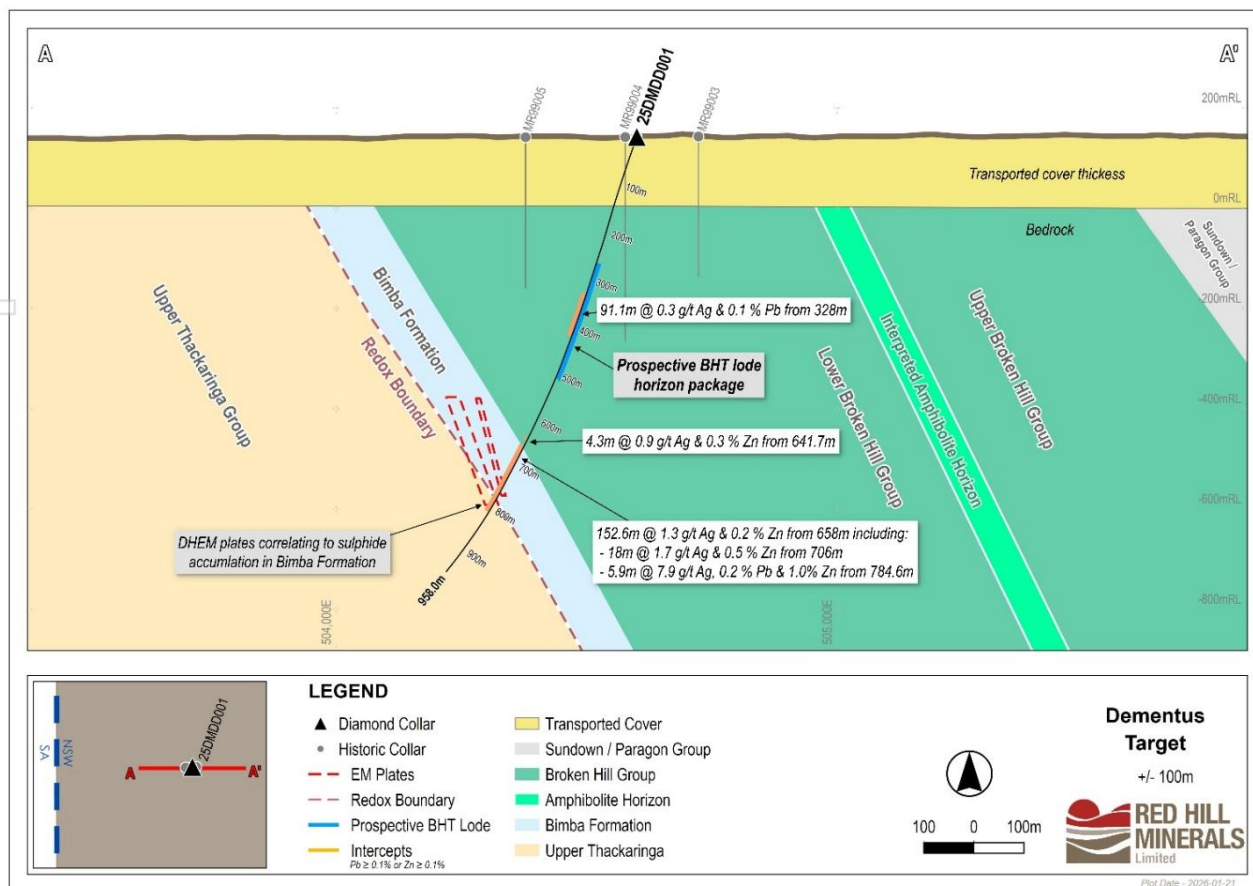 A
A'
MR99005
MR99004
25DMDD001
MR99003
200mRL
Transported cover thickess
100m
0mRL
Bedrock
Sundown /
Paragon Group
200m
Bimba Formation
300m
-200mRL
91.1m @ 0.3 g/t Ag & 0.1 % Pb from 328m
Upper Thackaringa Group
400m
Interpreted Amphibolite Horizon
Upper Broken Hill Group
Redox Boundary
Prospective BHT lode
horizon package
Lower Broken Hill Group
500m
-400mRL
600m
4.3m @ 0.9 g/t Ag & 0.3 % Zn from 641.7m
700m
800m
-600mRL
DHEM plates correlating to sulphide
accumlation in Bimba Formation
152.6m @ 1.3 g/t Ag & 0.2 % Zn from 658m including:
- 18m @ 1.7 g/t Ag & 0.5 % Zn from 706m
- 5.9m @ 7.9 g/t Ag, 0.2 % Pb & 1.0% Zn from 784.6m
900m
958.0m
-800mRL
504,000E
505,000E
NSW
SA
25DMDD001
A
A'
LEGEND
Diamond Collar
Historic Collar
EM Plates
Redox Boundary
Prospective BHT Lode
Intercepts
Pb ≥ 0.1% or Zn ≥ 0.1%
Transported Cover
Sundown / Paragon Group
Broken Hill Group
Amphibolite Horizon
Bimba Formation
Upper Thackaringa
100 0 100m
Dementus
Target
+/- 100m
RED HILL
MINERALS
Limited
Plot Date - 2026-01-21